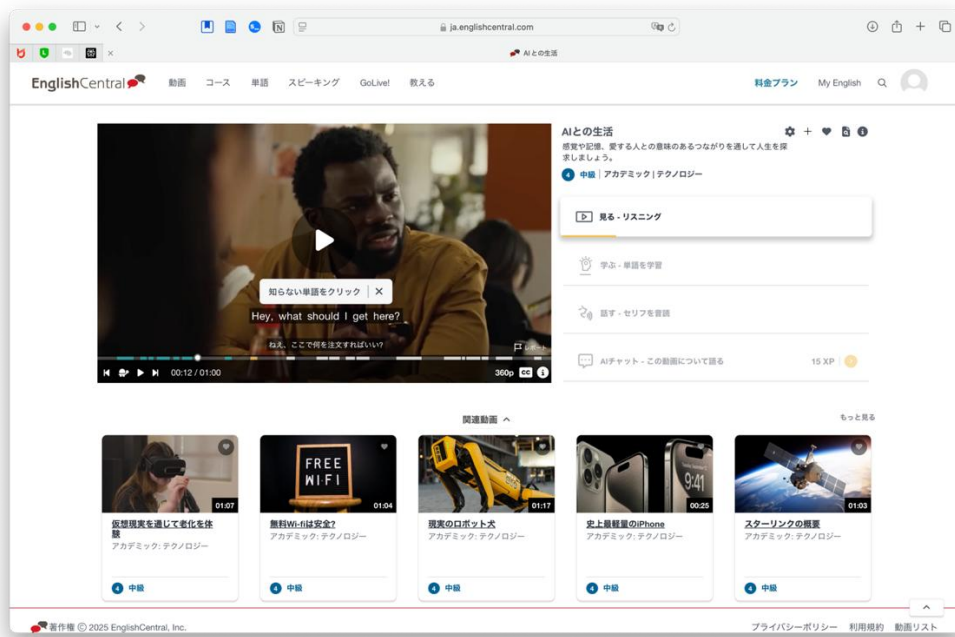 ja.englishcentral.com
AIとの生活
EnglishCentral
動画
コース
単語
スピーキング
GoLive!
教える
料金プラン
My English
知らない単語をクリック
Hey, what should I get here?
ねえ、ここで何を注文すればいい?
レポート
00:12 / 01:00
360p
CC
AIとの生活
感覚や記憶、愛する人との意味のあるつながりを通して人生を探
求しましょう。
4 中級 | アカデミック | テクノロジー
見る - リスニング
学ぶ - 単語を学習
話す - セリフを音読
AIチャット - この動画について語る
15 XP
関連動画
もっと見る
01:07
仮想現実を通じて老化を体
験
アカデミック: テクノロジー
4 中級
FREE
WI-FI
01:04
無料Wi-fiは安全?
アカデミック: テクノロジー
4 中級
01:17
現実のロボット犬
アカデミック: テクノロジー
4 中級
9:41
00:25
史上最軽量のiPhone
アカデミック: テクノロジー
4 中級
01:03
スターリンクの概要
アカデミック: テクノロジー
4 中級
著作権 © 2025 EnglishCentral, Inc.
プライバシーポリシー
利用規約
動画リスト